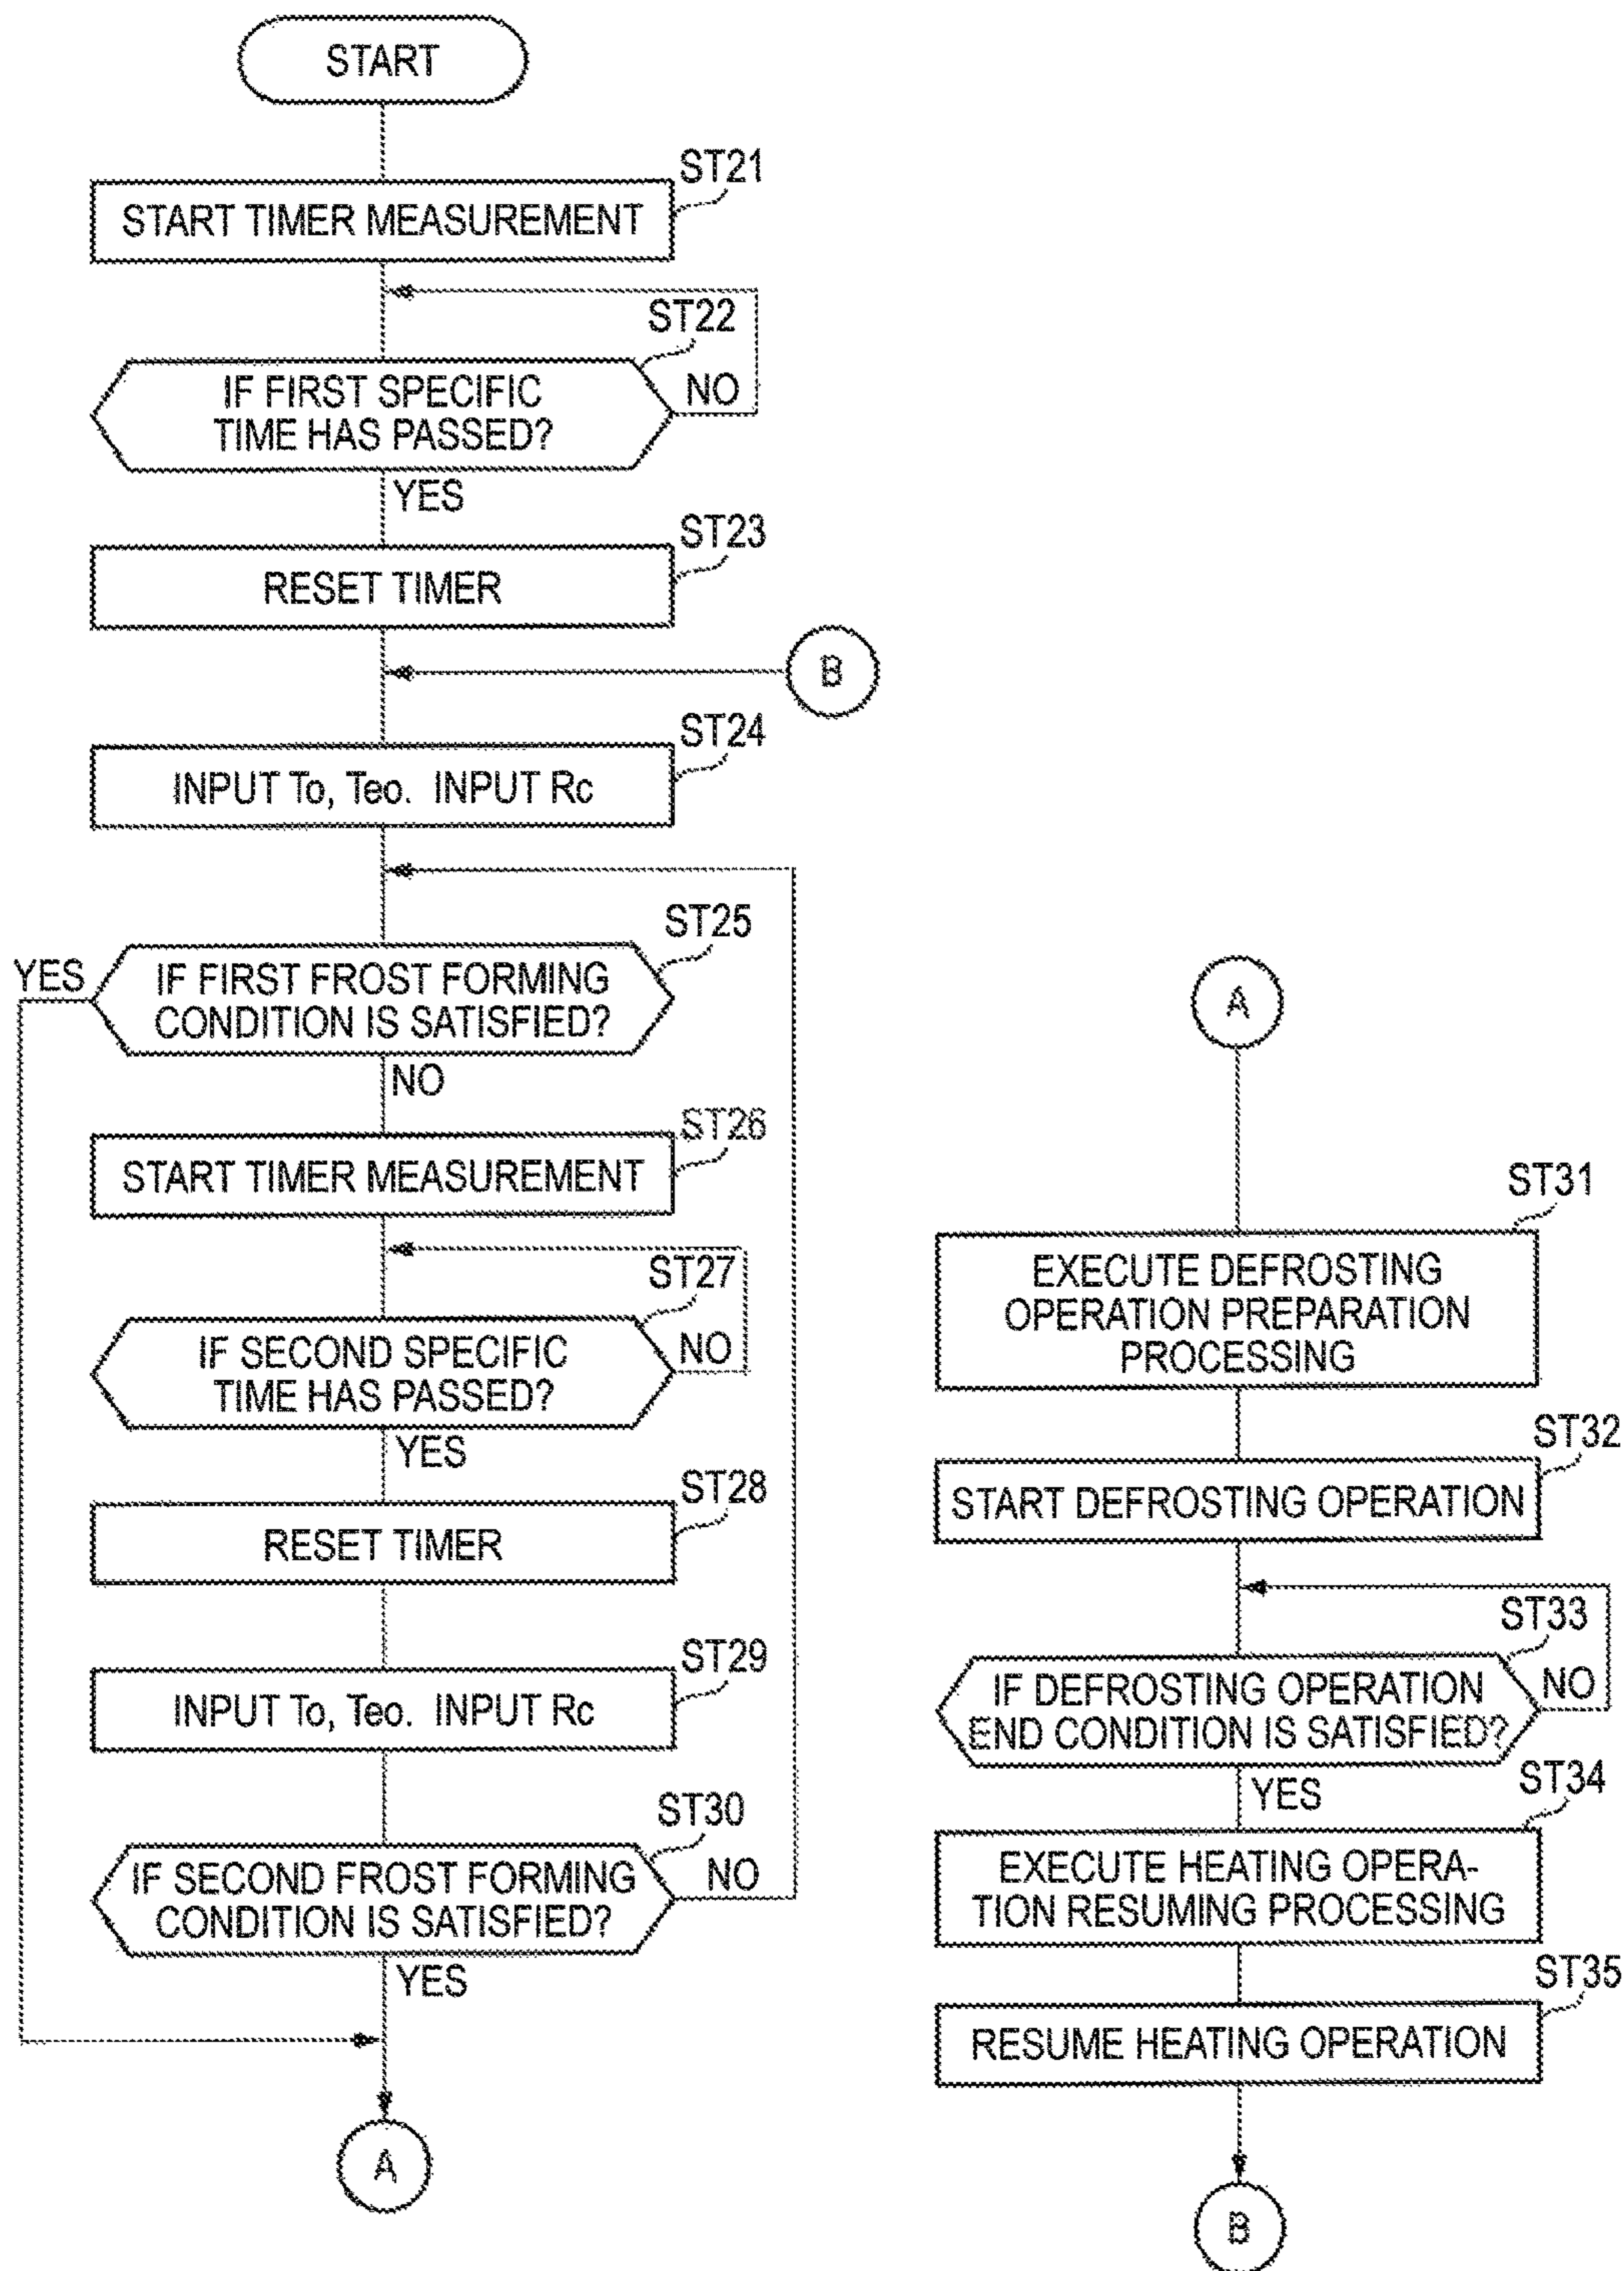 START
ST21
START TIMER MEASUREMENT
ST22
IF FIRST SPECIFIC
TIME HAS PASSED?
NO
YES
ST23
RESET TIMER
B
ST24
INPUT To, Teo. INPUT Rc
ST25
YES
IF FIRST FROST FORMING
CONDITION IS SATISFIED?
NO
ST26
START TIMER MEASUREMENT
ST27
IF SECOND SPECIFIC
TIME HAS PASSED?
NO
YES
ST28
RESET TIMER
ST29
INPUT To, Teo. INPUT Rc
ST30
IF SECOND FROST FORMING
CONDITION IS SATISFIED?
NO
YES
A
A
ST31
EXECUTE DEFROSTING
OPERATION PREPARATION
PROCESSING
ST32
START DEFROSTING OPERATION
ST33
IF DEFROSTING OPERATION
END CONDITION IS SATISFIED?
NO
YES
ST34
EXECUTE HEATING OPERA-
TION RESUMING PROCESSING
ST35
RESUME HEATING OPERATION
B